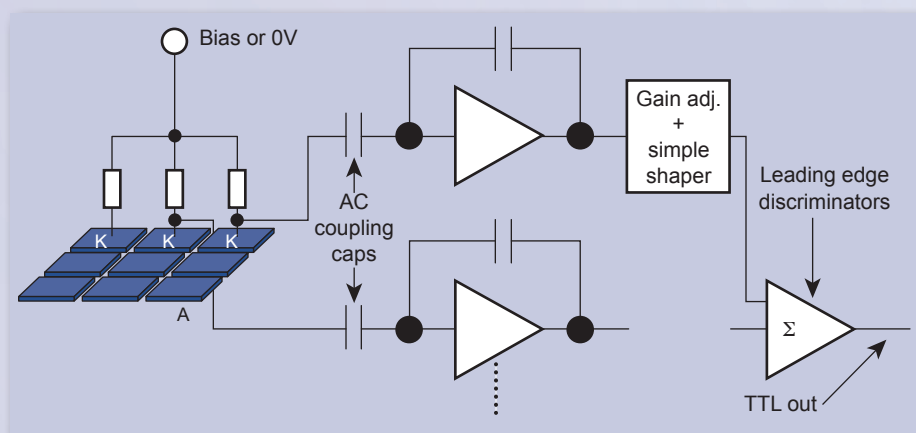 Bias or 0V
Gain adj.
+
simple
shaper
Leading edge
discriminators
AC
coupling
caps
K K K
A
Σ
TTL out